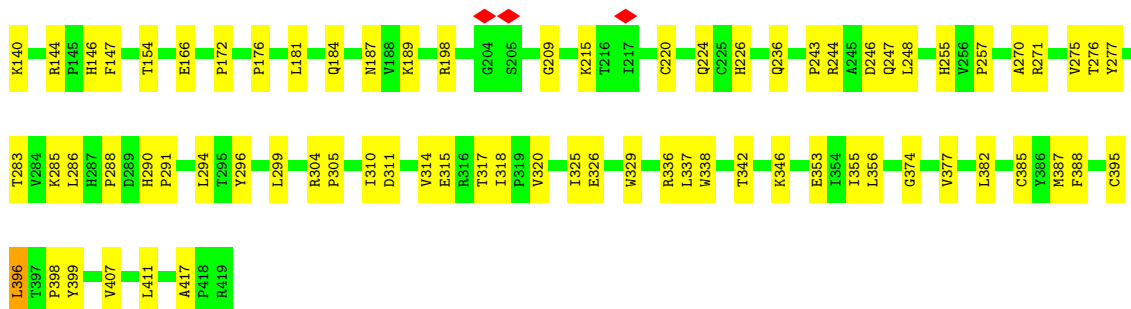 K140 R144 P145 H146 F147 T154 E166 P172 P176 L181 Q184 N187 V188 K189 R198 G204 S205 G209 K215 T216 I217 C220 Q224 C225 H226 Q236 P243 R244 A245 D246 Q247 L248 H255 V256 P257 A270 R271 V275 T276 Y277
T283 V284 K285 L286 H287 P288 D289 H290 P291 L294 T295 Y296 L299 R304 P305 I310 D311 V314 E315 R316 T317 I318 P319 V320 I325 E326 W329 R336 L337 W338 T342 K346 E353 I354 I355 L356 G374 V377 L382 C385 Y386 M387 F388 C395
L396 T397 P398 Y399 V407 L411 A417 P418 R419